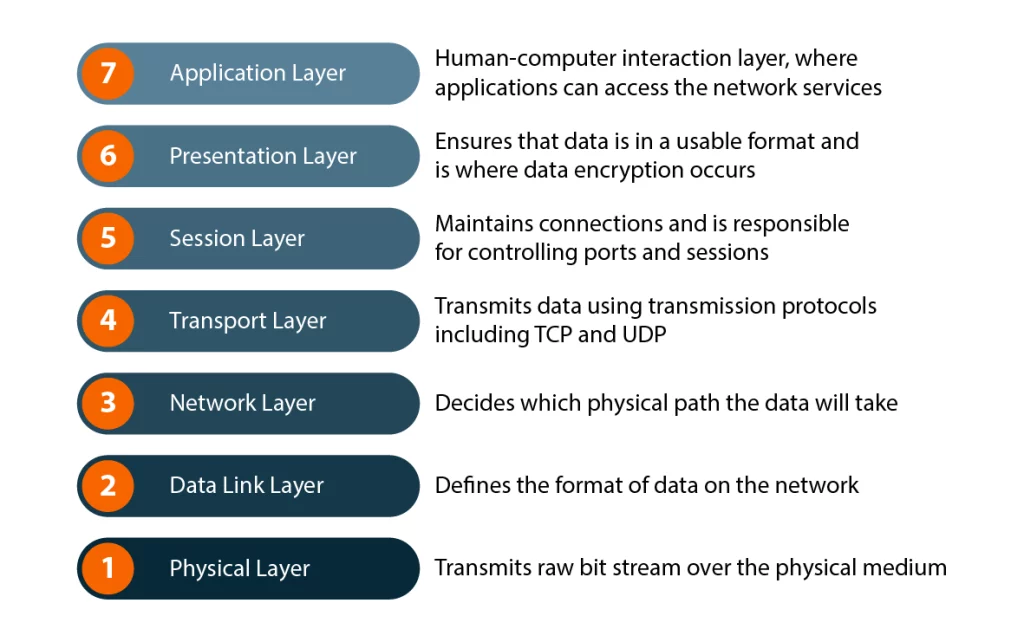 7 Application Layer
Human-computer interaction layer, where
applications can access the network services
6 Presentation Layer
Ensures that data is in a usable format and
is where data encryption occurs
5 Session Layer
Maintains connections and is responsible
for controlling ports and sessions
4 Transport Layer
Transmits data using transmission protocols
including TCP and UDP
3 Network Layer
Decides which physical path the data will take
2 Data Link Layer
Defines the format of data on the network
1 Physical Layer
Transmits raw bit stream over the physical medium